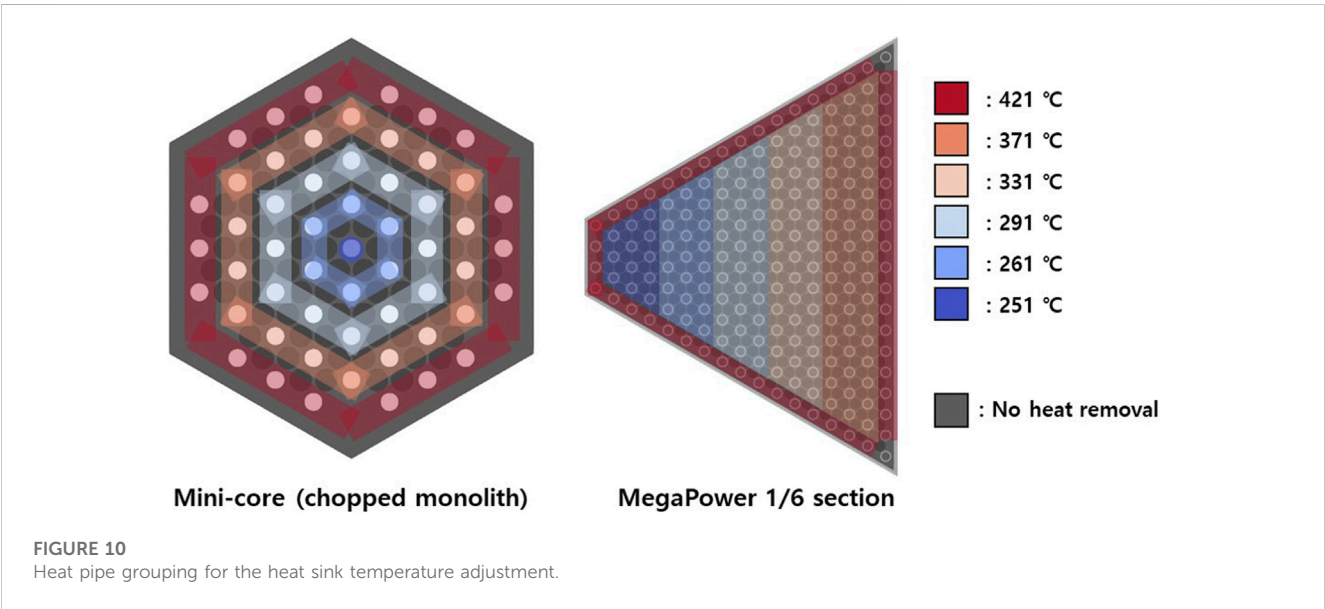 : 421 ℃
: 371 ℃
: 331 ℃
: 291 ℃
: 261 ℃
: 251 ℃
: No heat removal
Mini-core (chopped monolith)
MegaPower 1/6 section
FIGURE 10
Heat pipe grouping for the heat sink temperature adjustment.